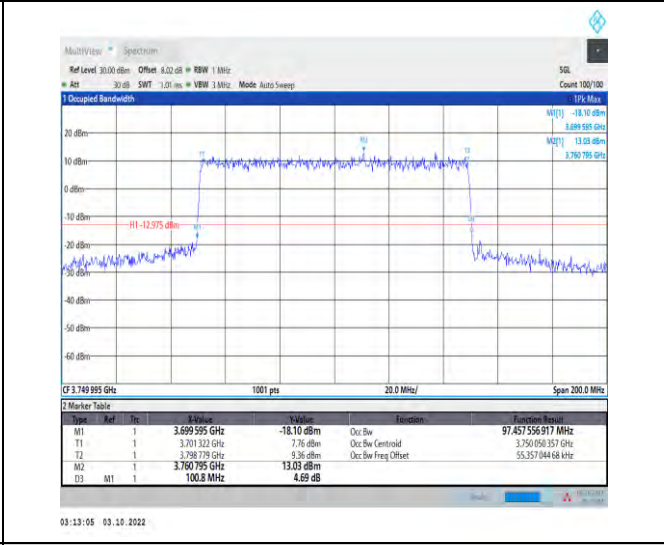 MultiView Spectrum
Ref Level 30.00 dBm Offset 8.02 dB RBW 1 MHz SGL
Att 30 dB SWT 1.01 ms VBW 3 MHz Mode Auto Sweep Count 100/100
1 Occupied Bandwidth 1Pk Max
M1[1] -18.10 dBm
3.699 595 GHz
M2[1] 13.03 dBm
3.760 795 GHz
20 dBm
M2
T2
10 dBm
0 dBm
-10 dBm
H1 -12.975 dBm
M1
-20 dBm
-30 dBm
-40 dBm
-50 dBm
-60 dBm
CF 3.749 995 GHz 1001 pts 20.0 MHz/ Span 200.0 MHz
2 Marker Table
Type Ref Trc X-Value Y-Value Function Function Result
M1 1 3.699 595 GHz -18.10 dBm Occ Bw 97.457 556 917 MHz
T1 1 3.701 322 GHz 7.76 dBm Occ Bw Centroid 3.750 050 357 GHz
T2 1 3.798 779 GHz 9.36 dBm Occ Bw Freq Offset 55.357 044 68 kHz
M2 1 3.760 795 GHz 13.03 dBm
D3 M1 1 100.8 MHz 4.69 dB
03:13:05 03.10.2022